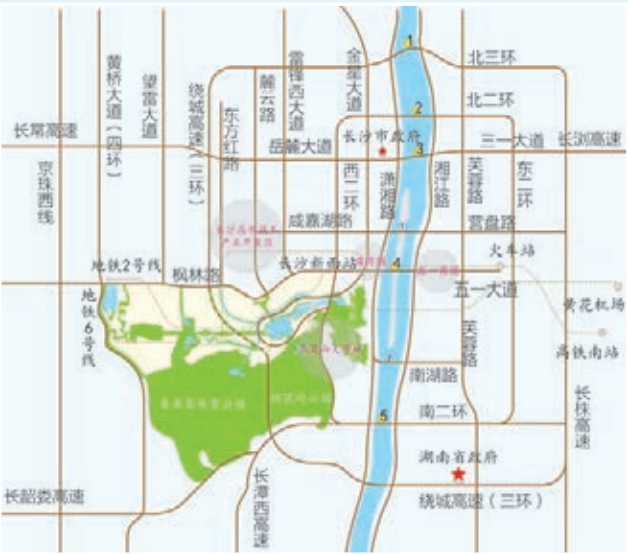 1
北三环
黄桥大道（四环）
望雷大道
绕城高速（三环）
东方红路
麓云路
雷锋西大道
金星大道
2
北二环
长常高速
岳麓大道
长沙市政府
3
三一大道
长浏高速
京珠西线
西二环
潇湘路
湘江路
芙蓉路
东二环
咸嘉湖路
营盘路
火车站
地铁2号线
枫林路
长沙新西站
4
五一大道
黄花机场
地铁6号线
芙蓉路
高铁南站
南湖路
长株高速
5
南二环
湖南省政府
长韶娄高速
长潭西高速
绕城高速（三环）